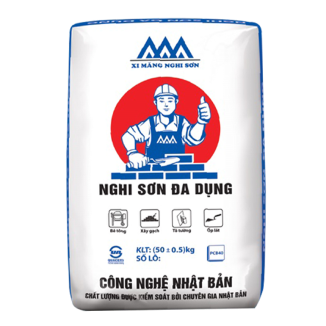 XI MĂNG NGHI SƠN
NGHI SƠN ĐA DỤNG
Bê tông Xây gạch Tô tường Ốp lát
KLT: (50 ± 0.5)kg
SỐ LÔ:
PCB40
CÔNG NGHỆ NHẬT BẢN
CHẤT LƯỢNG ĐƯỢC KIỂM SOÁT BỞI CHUYÊN GIA NHẬT BẢN